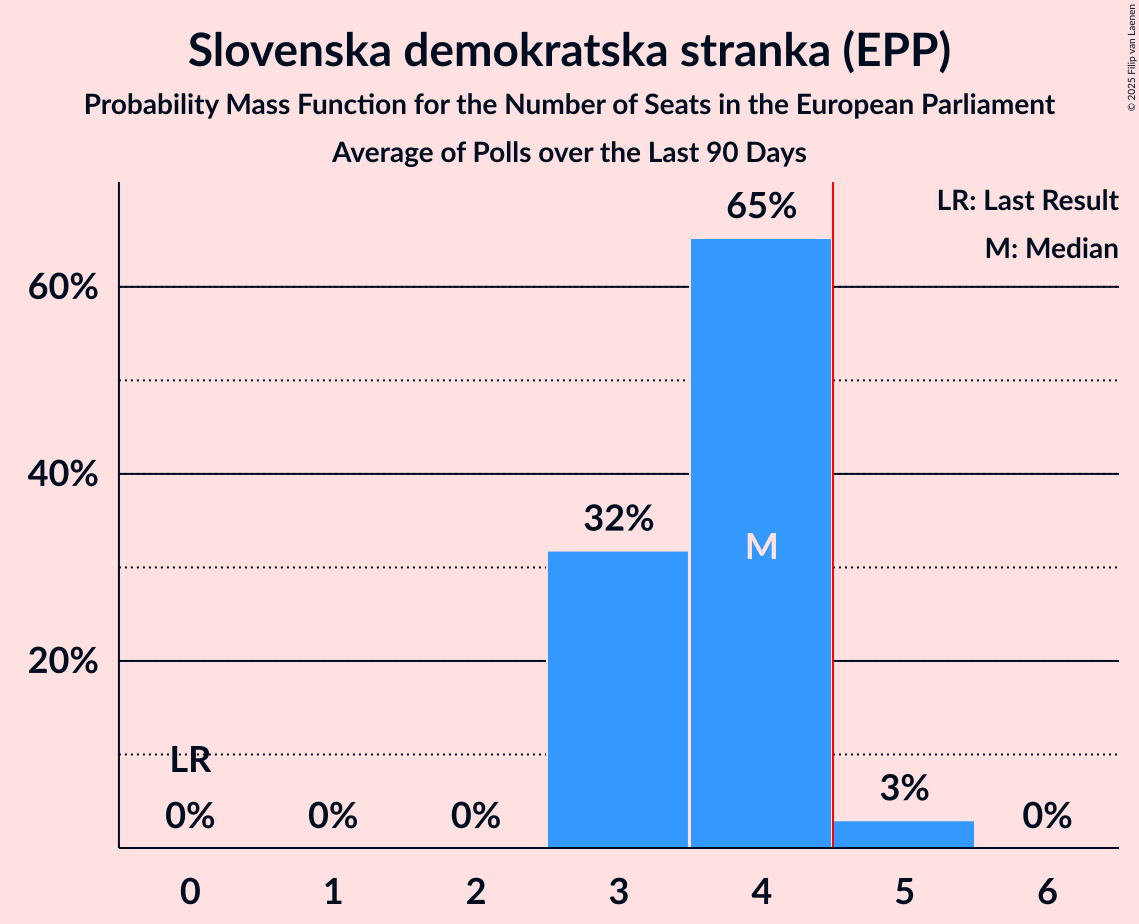 Slovenska demokratska stranka (EPP)
Probability Mass Function for the Number of Seats in the European Parliament
Average of Polls over the Last 90 Days
© 2025 Filip van Laenen
LR: Last Result
M: Median
65%
60%
40%
32%
M
20%
LR
0%
0%
0%
3%
0%
0
1
2
3
4
5
6